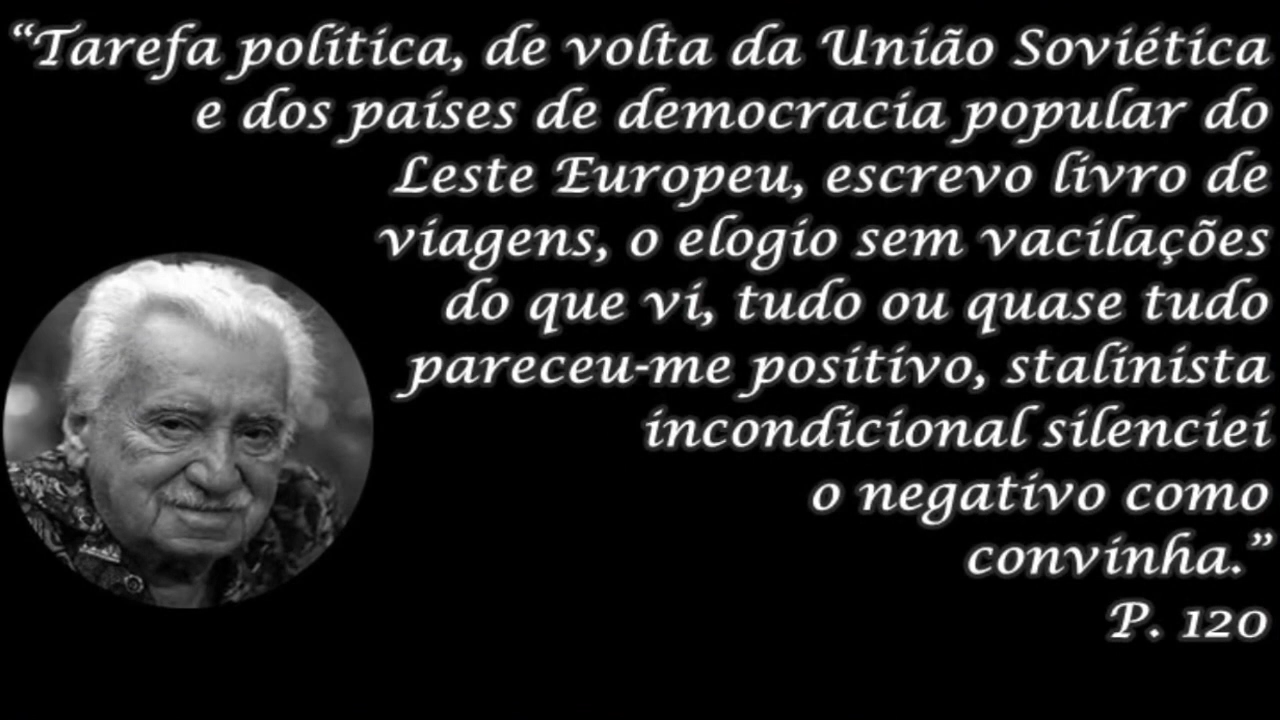 “Tarefa política, de volta da União Soviética
e dos países de democracia popular do
Leste Europeu, escrevo livro de
viagens, o elogio sem vacilações
do que vi, tudo ou quase tudo
pareceu-me positivo, stalinista
incondicional silenciei
o negativo como
convinha.”
P. 120